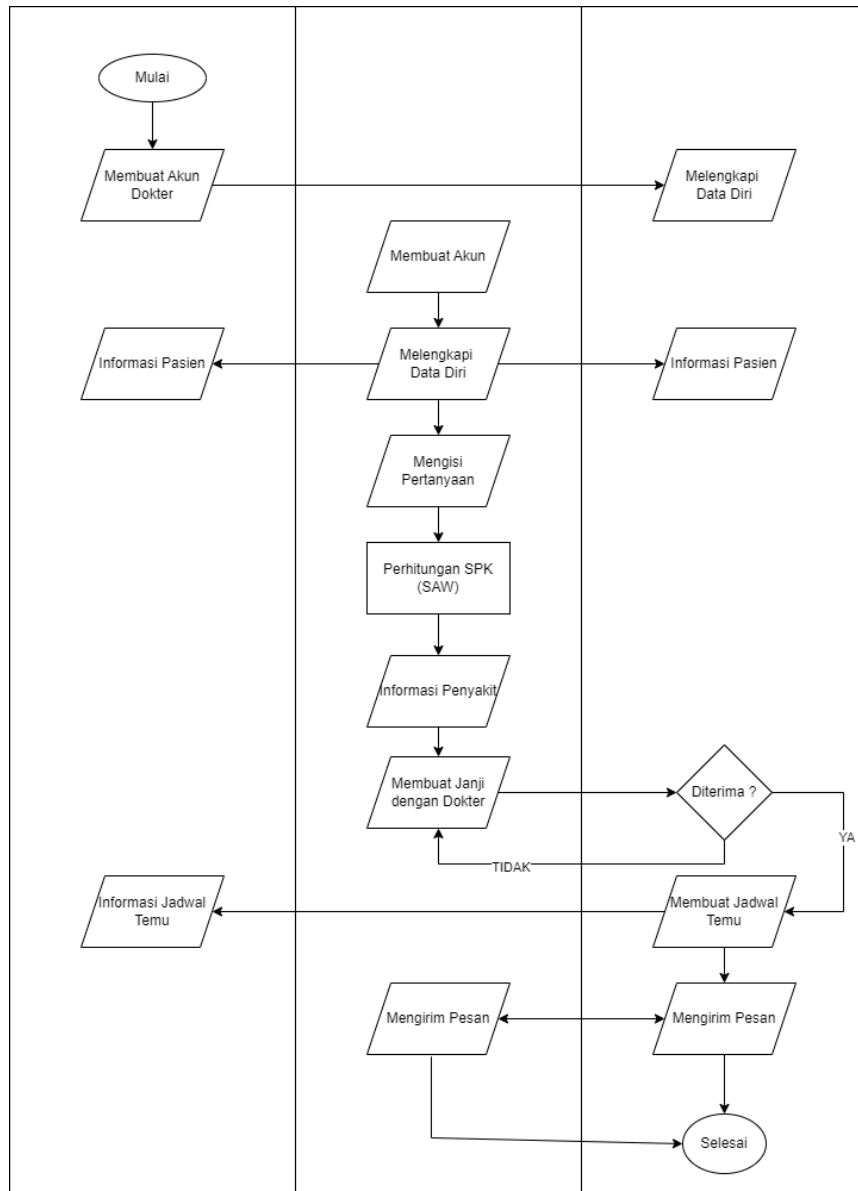 Mulai
Membuat Akun
Dokter
Melengkapi
Data Diri
Membuat Akun
Informasi Pasien
Melengkapi
Data Diri
Informasi Pasien
Mengisi
Pertanyaan
Perhitungan SPK
(SAW)
Informasi Penyakit
Membuat Janji
dengan Dokter
Diterima ?
YA
TIDAK
Informasi Jadwal
Temu
Membuat Jadwal
Temu
Mengirim Pesan
Mengirim Pesan
Selesai